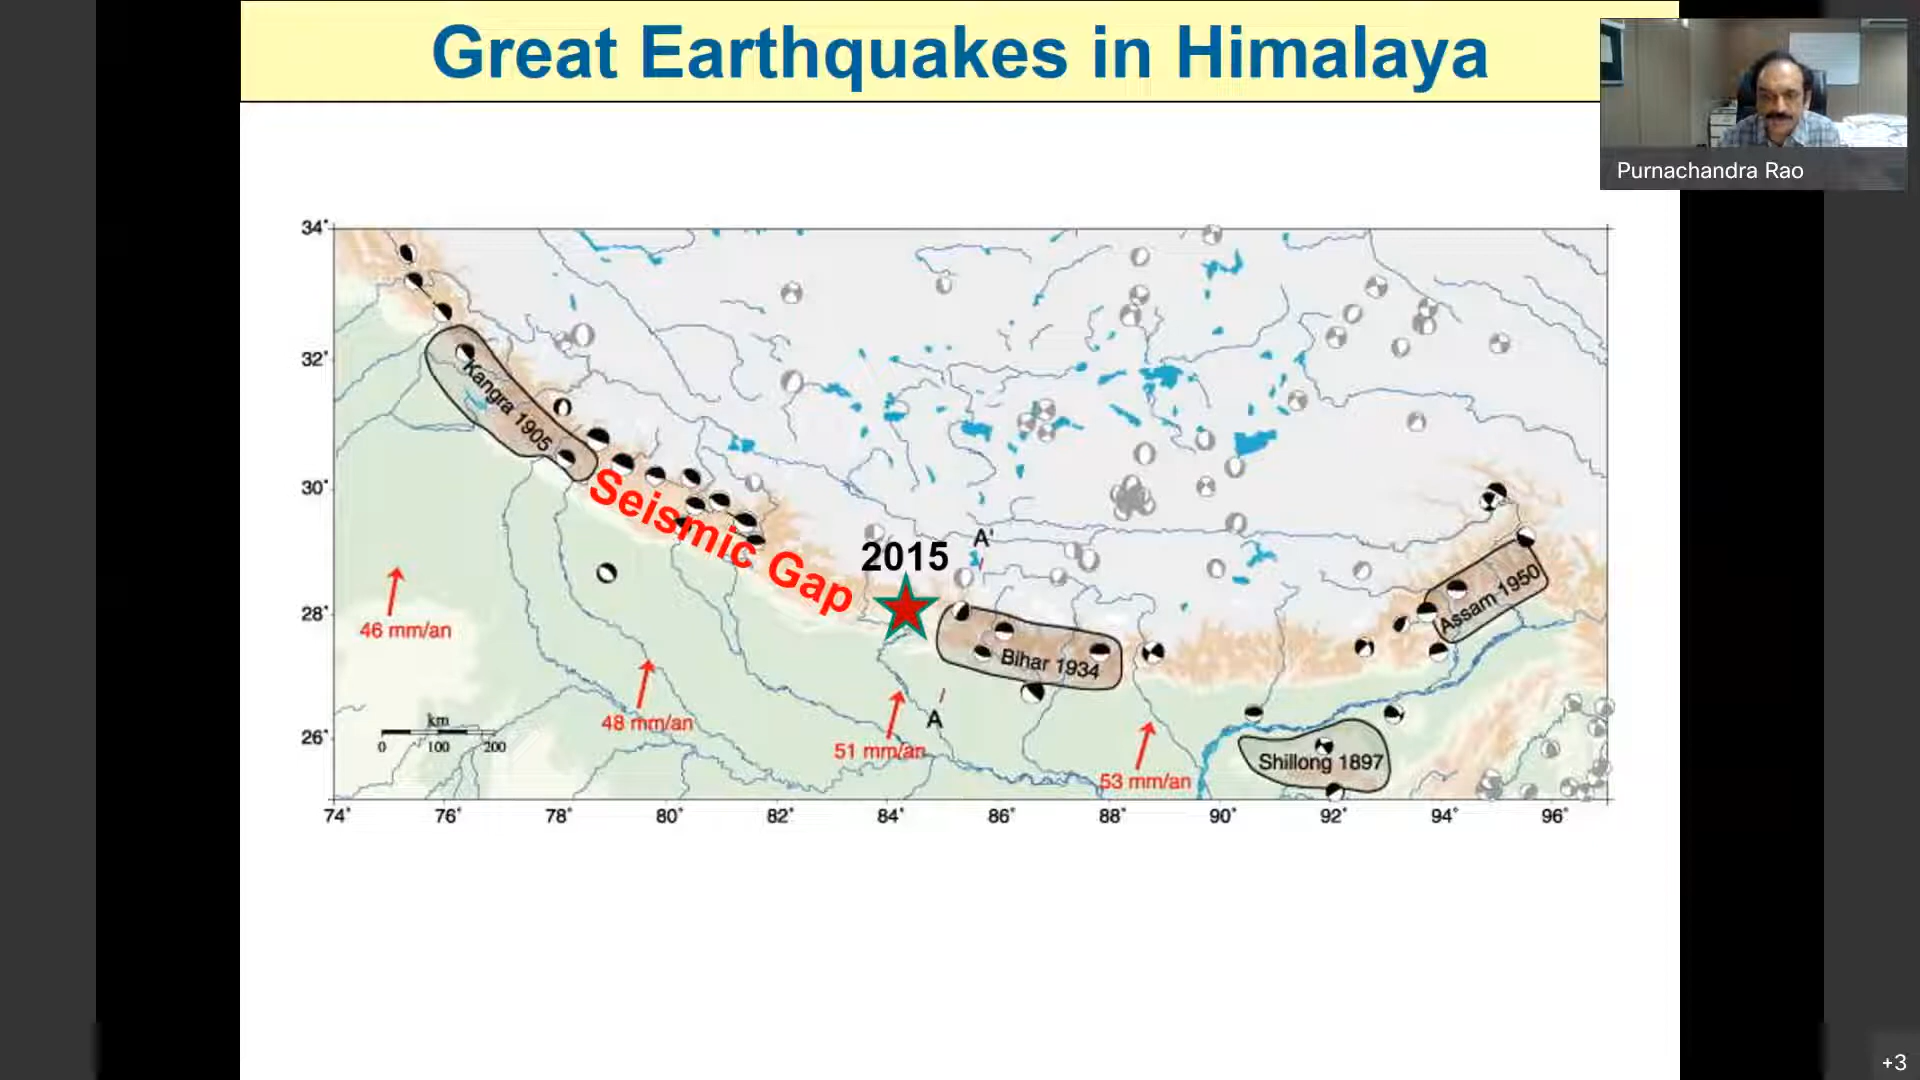 Great Earthquakes in Himalaya
Purnachandra Rao
34°
32°
30°
28°
26°
Kangra 1905
Seismic Gap
2015
A'
Assam 1950
46 mm/an
Bihar 1934
48 mm/an
A
51 mm/an
53 mm/an
Shillong 1897
km
0 100 200
74° 76° 78° 80° 82° 84° 86° 88° 90° 92° 94° 96°
+3